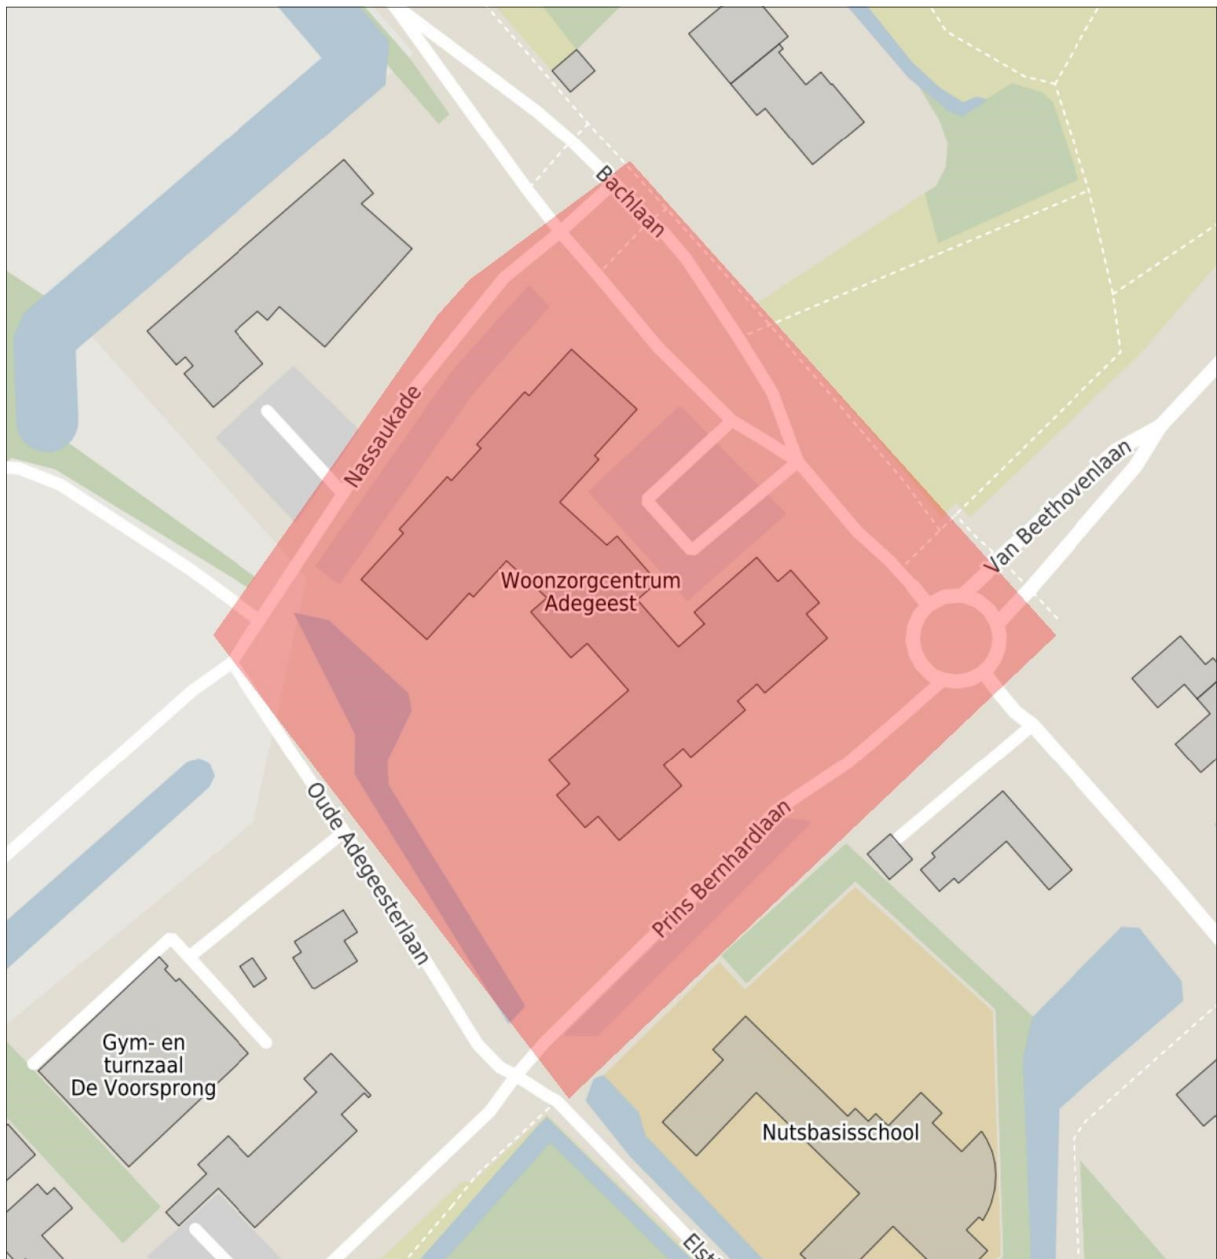 Bachlaan
Nassaukade
Van Beethovenlaan
Woonzorgcentrum
Adegeest
Oude Adegeesterlaan
Prins Bernhardlaan
Gym- en
turnzaal
De Voorsprong
Nutsbasisschool